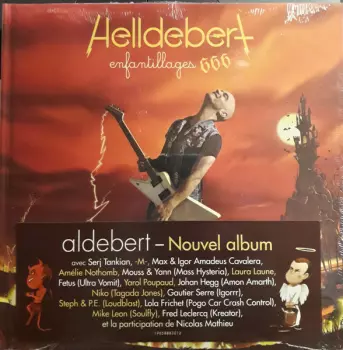 Helldebert
enfantillages 666
aldebert – Nouvel album
avec Serj Tankian, -M-, Max & Igor Amadeus Cavalera,
Amélie Nothomb, Mouss & Yann (Mass Hysteria), Laura Laune,
Fetus (Ultra Vomit), Yarol Poupaud, Johan Hegg (Amon Amarth),
Niko (Tagada Jones), Gautier Serre (Igorrr),
Steph & P.E. (Loudblast), Lola Frichet (Pogo Car Crash Control),
Mike Leon (Soulfly), Fred Leclercq (Kreator),
et la participation de Nicolas Mathieu